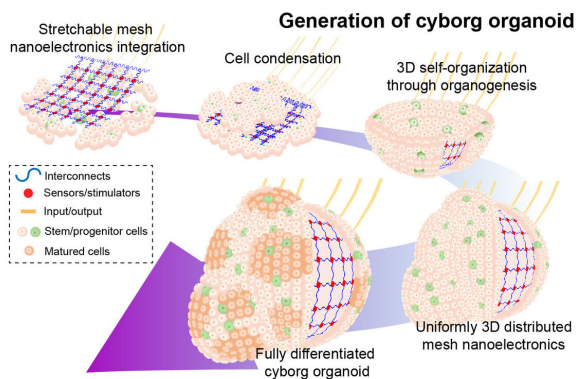 Generation of cyborg organoid
Stretchable mesh
nanoelectronics integration
Cell condensation
3D self-organization
through organogenesis
Interconnects
Sensors/stimulators
Input/output
Stem/progenitor cells
Matured cells
Fully differentiated
cyborg organoid
Uniformly 3D distributed
mesh nanoelectronics